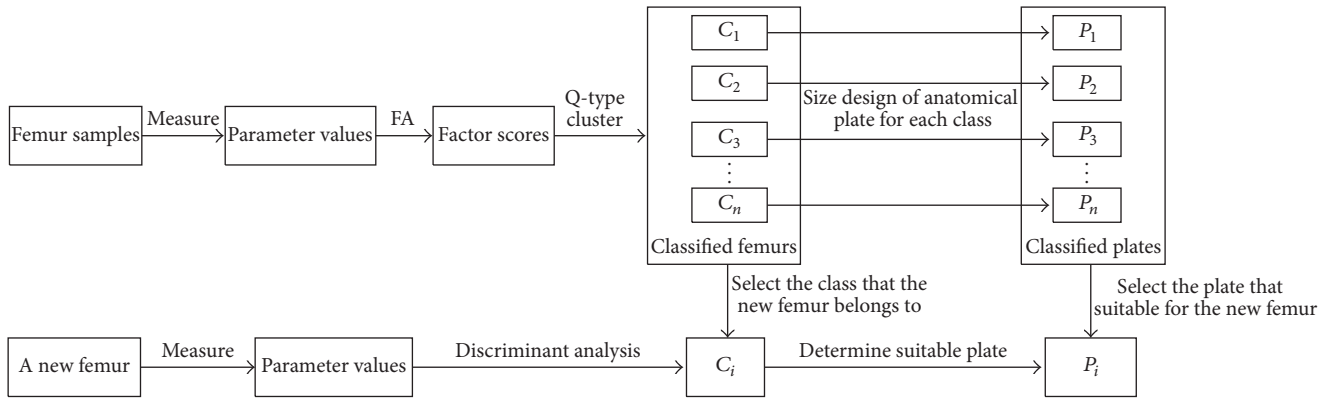 C1
P1
C2
P2
Q-type
cluster
Size design of anatomical
plate for each class
Femur samples
Measure
Parameter values
FA
Factor scores
C3
P3
⋮
⋮
Cn
Pn
Classified femurs
Classified plates
Select the class that the
new femur belongs to
Select the plate that
suitable for the new femur
A new femur
Measure
Parameter values
Discriminant analysis
Ci
Determine suitable plate
Pi